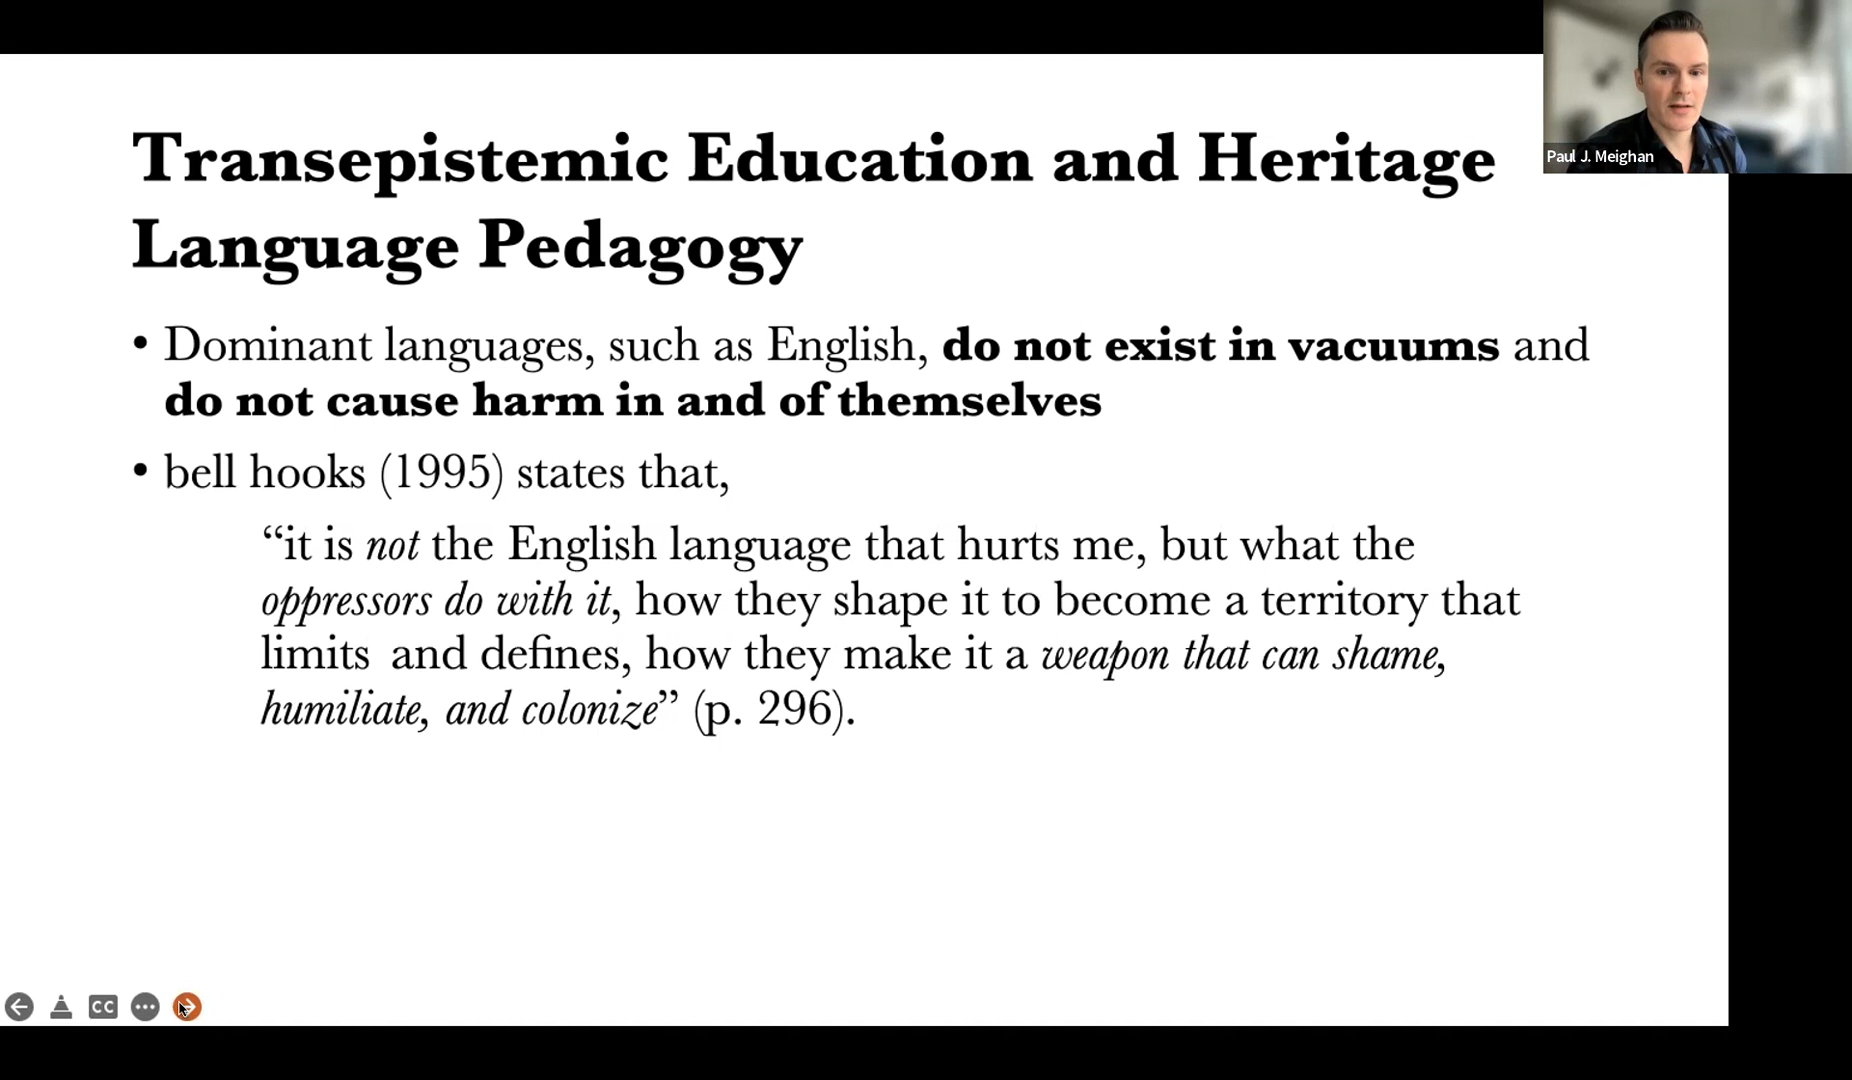 Paul J. Meighan
Transepistemic Education and Heritage
Language Pedagogy
• Dominant languages, such as English, do not exist in vacuums and
do not cause harm in and of themselves
• bell hooks (1995) states that,
“it is not the English language that hurts me, but what the
oppressors do with it, how they shape it to become a territory that
limits and defines, how they make it a weapon that can shame,
humiliate, and colonize” (p. 296).
CC